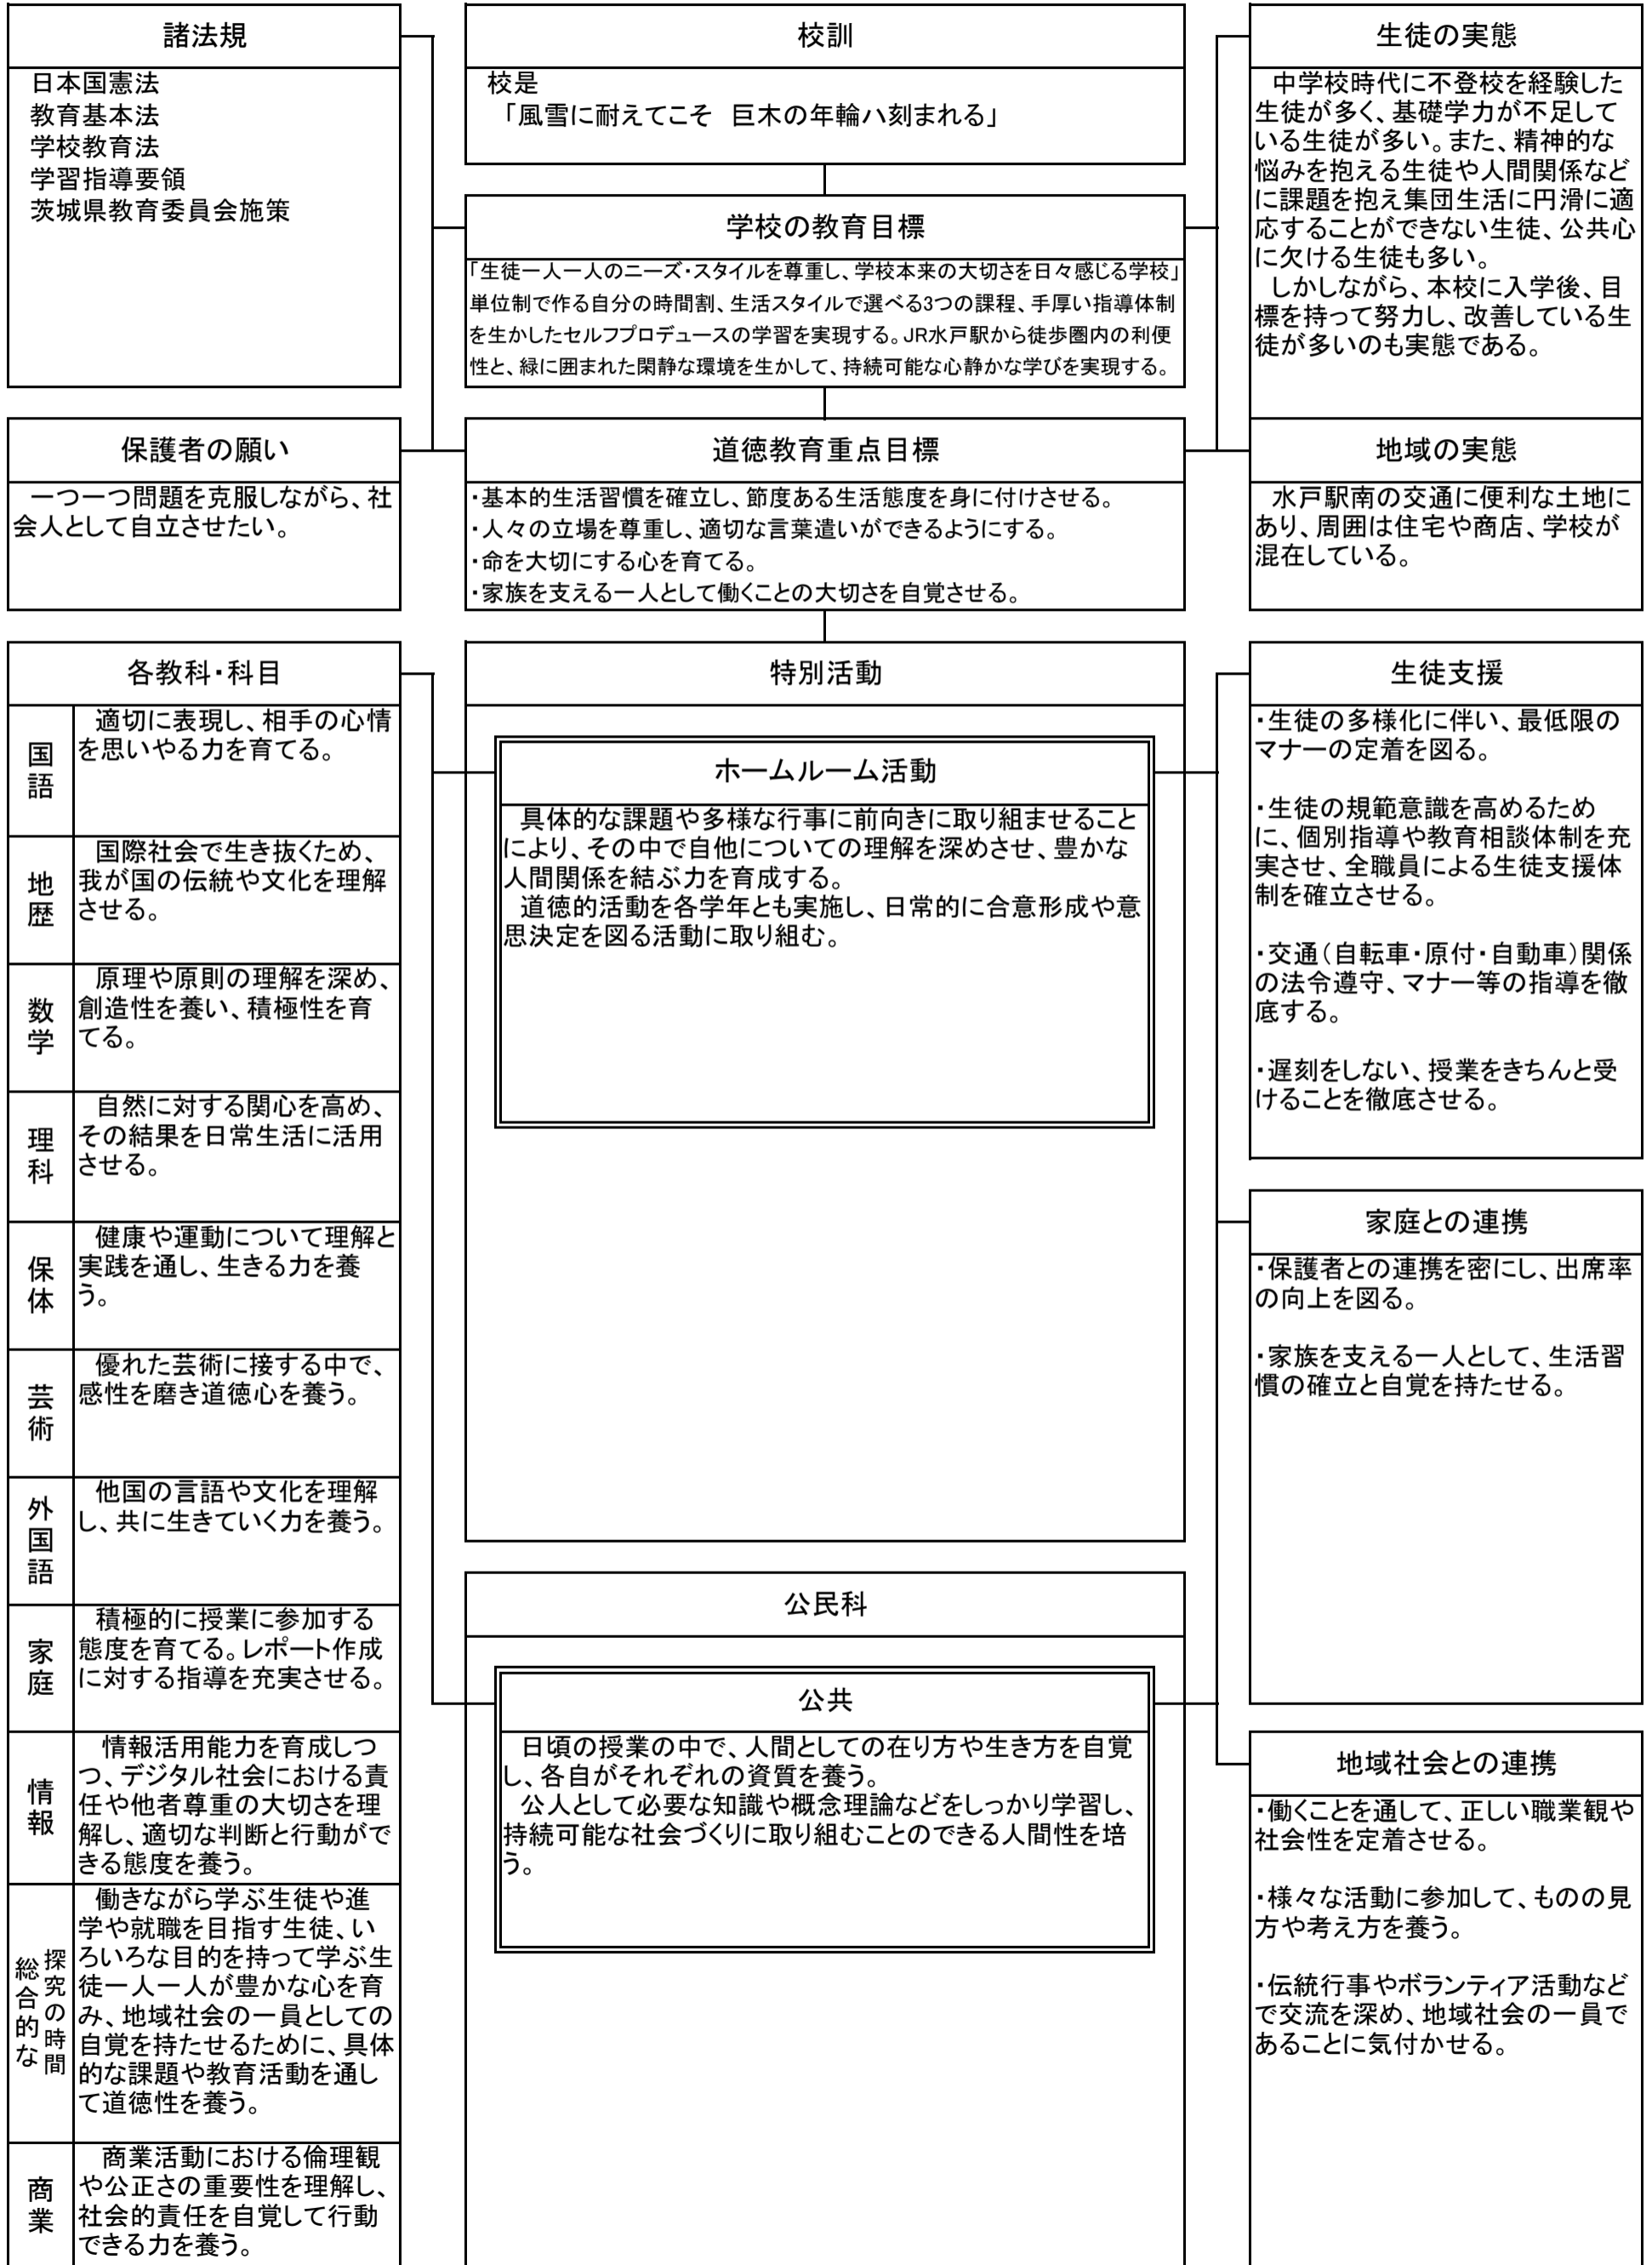 諸法規
日本国憲法
教育基本法
学校教育法
学習指導要領
茨城県教育委員会施策
校訓
校是
「風雪に耐えてこそ　巨木の年輪ハ刻まれる」
生徒の実態
中学校時代に不登校を経験した
生徒が多く、基礎学力が不足して
いる生徒が多い。また、精神的な
悩みを抱える生徒や人間関係など
に課題を抱え集団生活に円滑に適
応することができない生徒、公共心
に欠ける生徒も多い。
しかしながら、本校に入学後、目
標を持って努力し、改善している生
徒が多いのも実態である。
学校の教育目標
「生徒一人一人のニーズ・スタイルを尊重し、学校本来の大切さを日々感じる学校」
単位制で作る自分の時間割、生活スタイルで選べる3つの課程、手厚い指導体制
を生かしたセルフプロデュースの学習を実現する。JR水戸駅から徒歩圏内の利便
性と、緑に囲まれた閑静な環境を生かして、持続可能な心静かな学びを実現する。
保護者の願い
一つ一つ問題を克服しながら、社
会人として自立させたい。
道徳教育重点目標
・基本的生活習慣を確立し、節度ある生活態度を身に付けさせる。
・人々の立場を尊重し、適切な言葉遣いができるようにする。
・命を大切にする心を育てる。
・家族を支える一人として働くことの大切さを自覚させる。
地域の実態
水戸駅南の交通に便利な土地に
あり、周囲は住宅や商店、学校が
混在している。
各教科・科目
国語
適切に表現し、相手の心情
を思いやる力を育てる。
地歴
国際社会で生き抜くため、
我が国の伝統や文化を理解
させる。
数学
原理や原則の理解を深め、
創造性を養い、積極性を育
てる。
理科
自然に対する関心を高め、
その結果を日常生活に活用
させる。
保体
健康や運動について理解と
実践を通し、生きる力を養
う。
芸術
優れた芸術に接する中で、
感性を磨き道徳心を養う。
外国語
他国の言語や文化を理解
し、共に生きていく力を養う。
家庭
積極的に授業に参加する
態度を育てる。レポート作成
に対する指導を充実させる。
情報
情報活用能力を育成しつ
つ、デジタル社会における責
任や他者尊重の大切さを理
解し、適切な判断と行動がで
きる態度を養う。
総合的な
探究の時間
働きながら学ぶ生徒や進
学や就職を目指す生徒、い
ろいろな目的を持って学ぶ生
徒一人一人が豊かな心を育
み、地域社会の一員としての
自覚を持たせるために、具体
的な課題や教育活動を通し
て道徳性を養う。
商業
商業活動における倫理観
や公正さの重要性を理解し、
社会的責任を自覚して行動
できる力を養う。
特別活動
ホームルーム活動
具体的な課題や多様な行事に前向きに取り組ませること
により、その中で自他についての理解を深めさせ、豊かな
人間関係を結ぶ力を育成する。
道徳的活動を各学年とも実施し、日常的に合意形成や意
思決定を図る活動に取り組む。
公民科
公共
日頃の授業の中で、人間としての在り方や生き方を自覚
し、各自がそれぞれの資質を養う。
公人として必要な知識や概念理論などをしっかり学習し、
持続可能な社会づくりに取り組むことのできる人間性を培
う。
生徒支援
・生徒の多様化に伴い、最低限の
マナーの定着を図る。
・生徒の規範意識を高めるため
に、個別指導や教育相談体制を充
実させ、全職員による生徒支援体
制を確立させる。
・交通（自転車・原付・自動車）関係
の法令遵守、マナー等の指導を徹
底する。
・遅刻をしない、授業をきちんと受
けることを徹底させる。
家庭との連携
・保護者との連携を密にし、出席率
の向上を図る。
・家族を支える一人として、生活習
慣の確立と自覚を持たせる。
地域社会との連携
・働くことを通して、正しい職業観や
社会性を定着させる。
・様々な活動に参加して、ものの見
方や考え方を養う。
・伝統行事やボランティア活動など
で交流を深め、地域社会の一員で
あることに気付かせる。